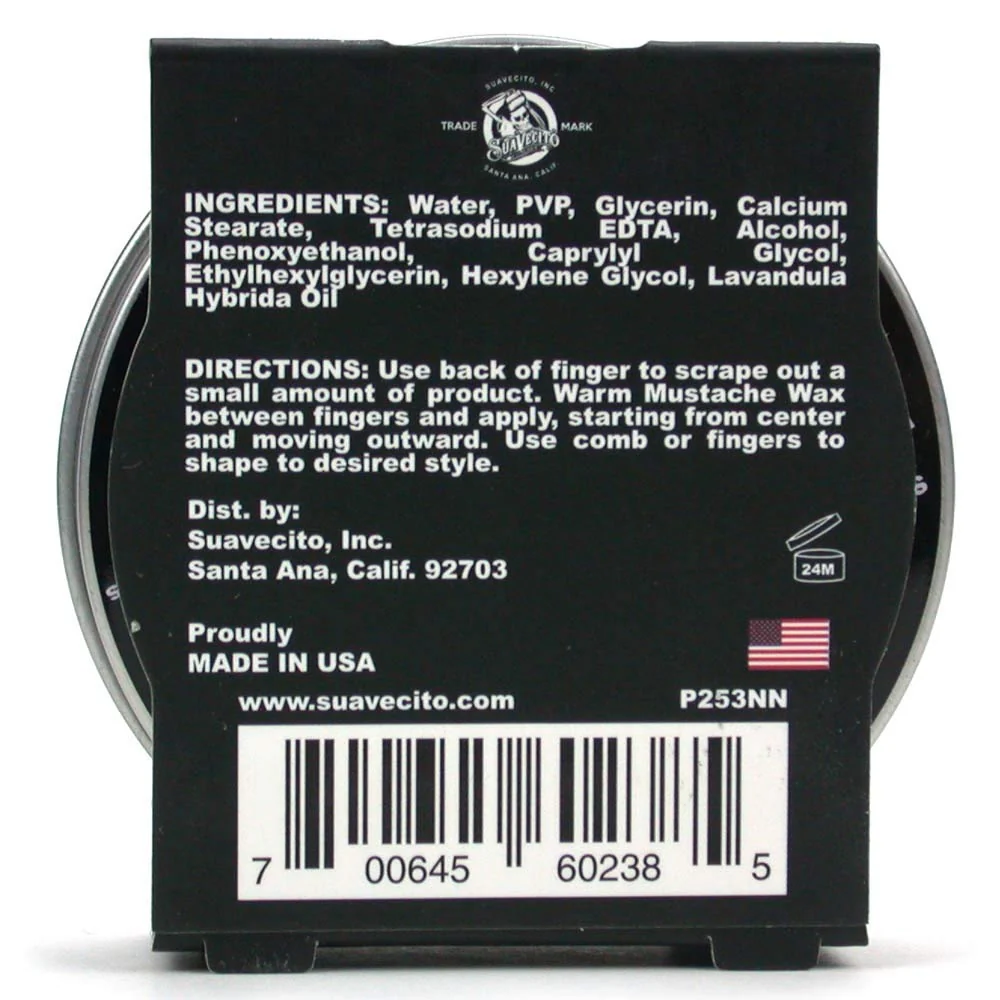 SUAVECITO, INC
TRADE MARK
SUAVECITO
SANTA ANA, CALIF.
INGREDIENTS: Water, PVP, Glycerin, Calcium
Stearate, Tetrasodium EDTA, Alcohol,
Phenoxyethanol, Caprylyl Glycol,
Ethylhexylglycerin, Hexylene Glycol, Lavandula
Hybrida Oil
DIRECTIONS: Use back of finger to scrape out a
small amount of product. Warm Mustache Wax
between fingers and apply, starting from center
and moving outward. Use comb or fingers to
shape to desired style.
Dist. by:
Suavecito, Inc.
Santa Ana, Calif. 92703
24M
Proudly
MADE IN USA
www.suavecito.com P253NN
7 00645 60238 5